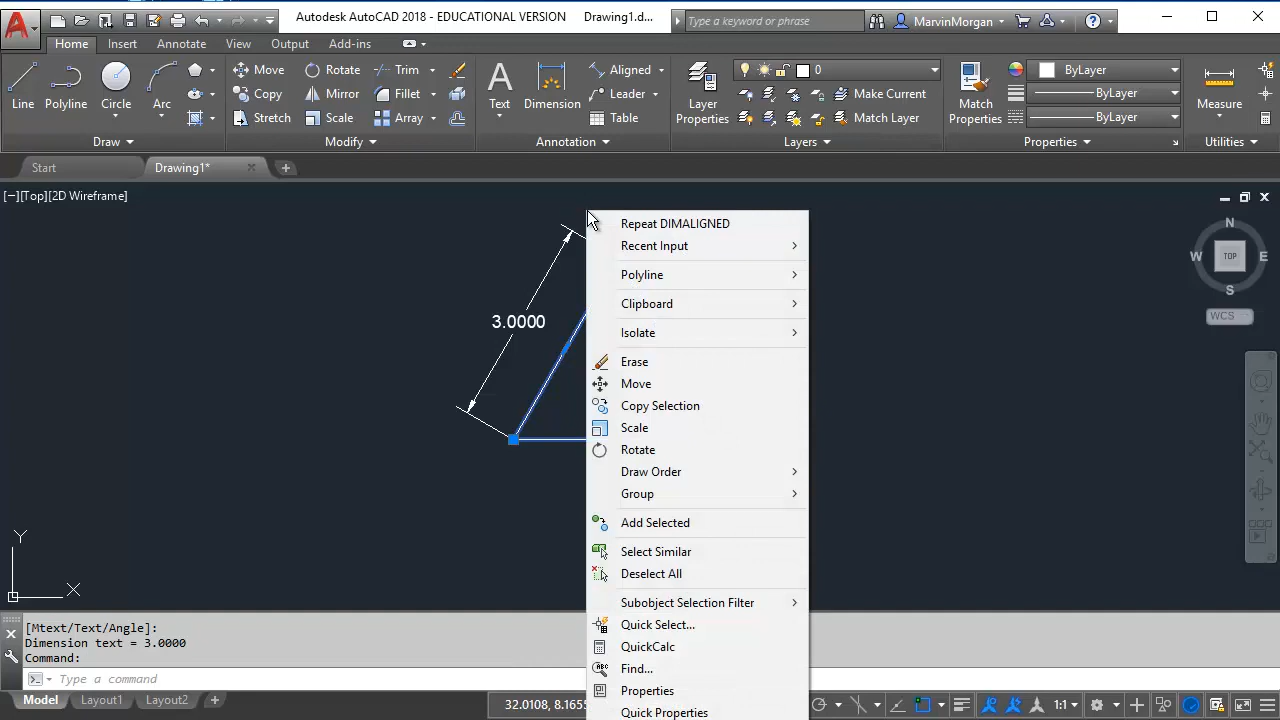 Autodesk AutoCAD 2018 - EDUCATIONAL VERSION Drawing1.d... Type a keyword or phrase MarvinMorgan
Home Insert Annotate View Output Add-ins
Move Rotate Trim Aligned 0 ByLayer
Line Polyline Circle Arc Copy Mirror Fillet Text Dimension Leader Layer Properties Make Current Match Properties ByLayer Measure
Stretch Scale Array Table Match Layer ByLayer
Draw Modify Annotation Layers Properties Utilities
Start Drawing1*
[−][Top][2D Wireframe]
N
W TOP E
S
WCS
3.0000
Repeat DIMALIGNED
Recent Input
Polyline
Clipboard
Isolate
Erase
Move
Copy Selection
Scale
Rotate
Draw Order
Group
Add Selected
Select Similar
Deselect All
Subobject Selection Filter
Quick Select...
QuickCalc
Find...
Properties
Quick Properties
Y
X
[Mtext/Text/Angle]:
Dimension text = 3.0000
Command:
Type a command
Model Layout1 Layout2 1:1